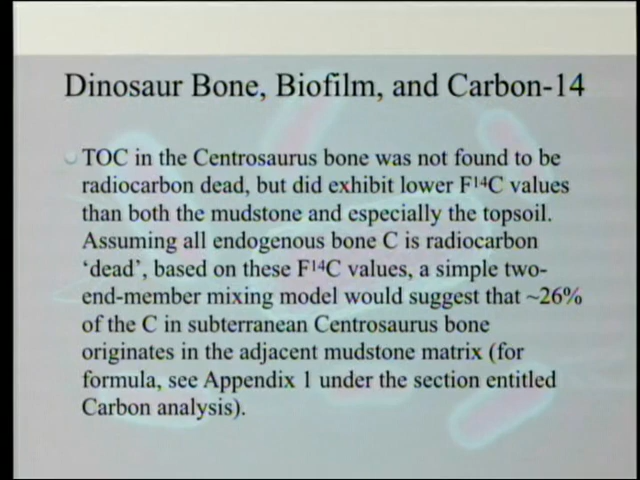 Dinosaur Bone, Biofilm, and Carbon-14
TOC in the Centrosaurus bone was not found to be
radiocarbon dead, but did exhibit lower F¹⁴C values
than both the mudstone and especially the topsoil.
Assuming all endogenous bone C is radiocarbon
‘dead’, based on these F¹⁴C values, a simple two-
end-member mixing model would suggest that ~26%
of the C in subterranean Centrosaurus bone
originates in the adjacent mudstone matrix (for
formula, see Appendix 1 under the section entitled
Carbon analysis).